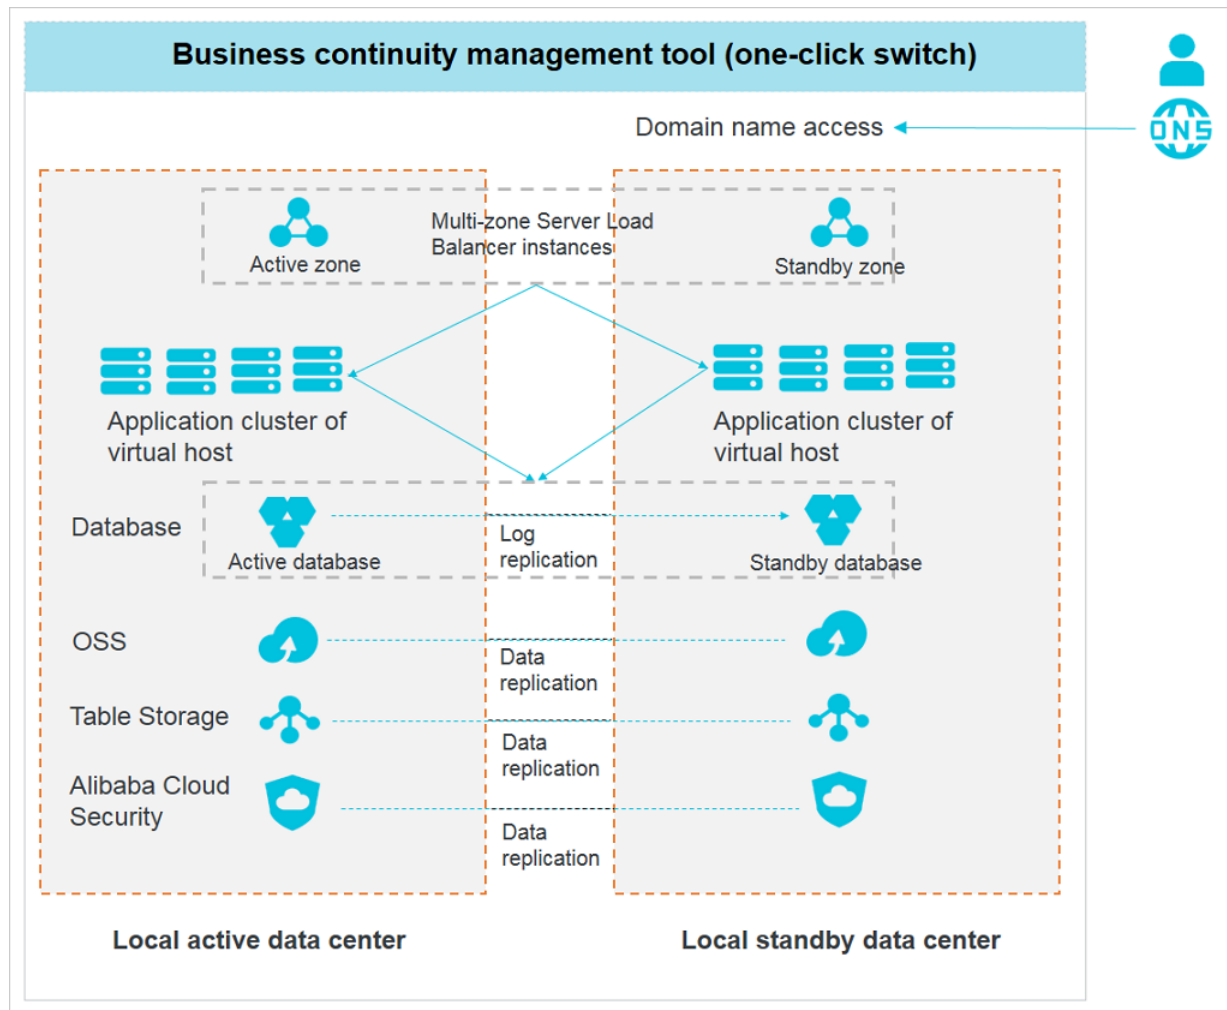 Business continuity management tool (one-click switch)
Domain name access
DNS
Multi-zone Server Load
Balancer instances
Active zone
Standby zone
Application cluster of
virtual host
Application cluster of
virtual host
Database
Active database
Log
replication
Standby database
OSS
Data
replication
Table Storage
Data
replication
Alibaba Cloud
Security
Data
replication
Local active data center
Local standby data center